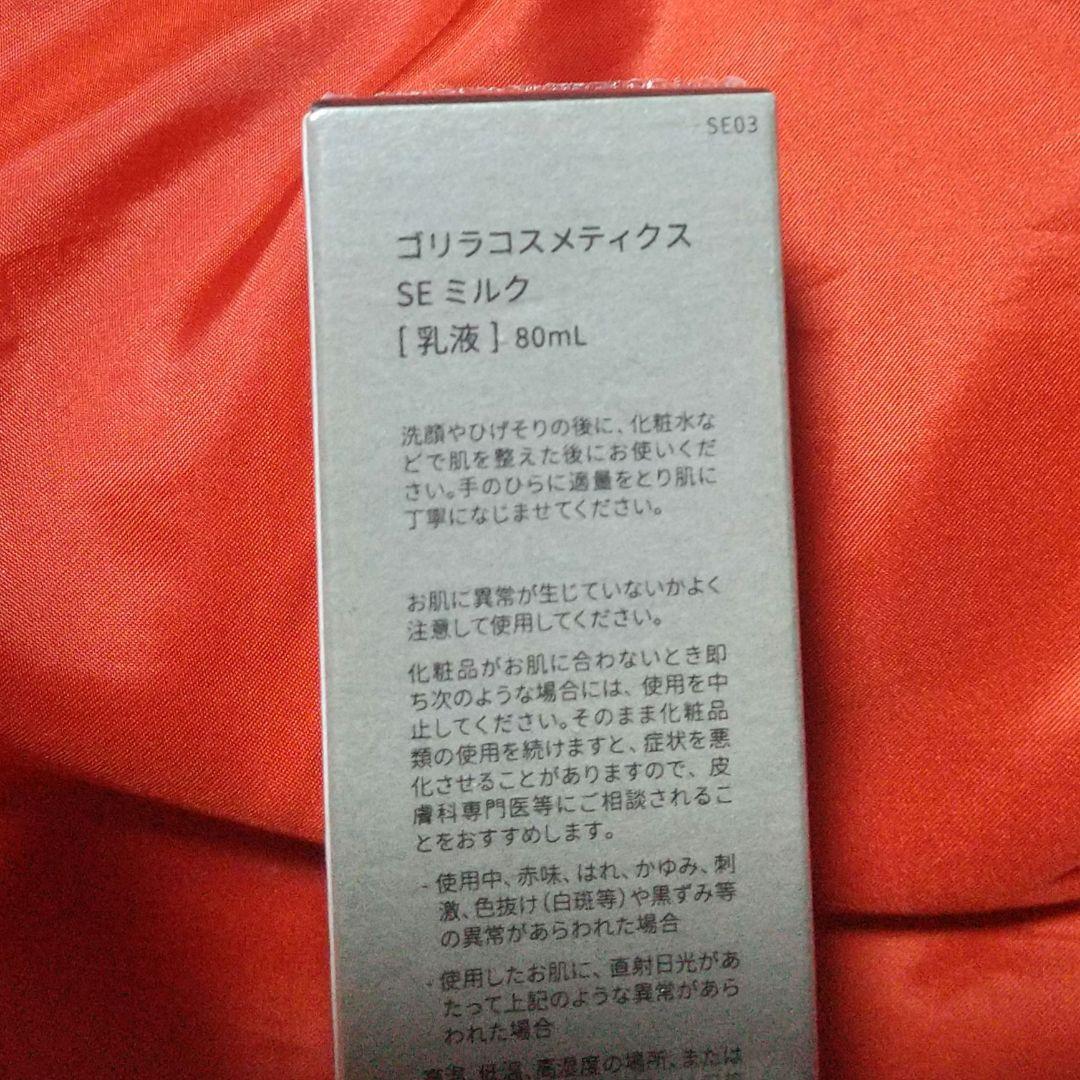 SE03
ゴリラコスメティクス
SE ミルク
[ 乳液 ] 80mL
洗顔やひげそりの後に、化粧水な
どで肌を整えた後にお使いくだ
さい。手のひらに適量をとり肌に
丁寧になじませてください。
お肌に異常が生じていないかよく
注意して使用してください。
化粧品がお肌に合わないとき即
ち次のような場合には、使用を中
止してください。そのまま化粧品
類の使用を続けますと、症状を悪
化させることがありますので、皮
膚科専門医等にご相談されるこ
とをおすすめします。
- 使用中、赤味、はれ、かゆみ、刺
激、色抜け(白斑等)や黒ずみ等
の異常があらわれた場合
- 使用したお肌に、直射日光があ
たって上記のような異常があら
われた場合
高温、低温、高湿度の場所、または